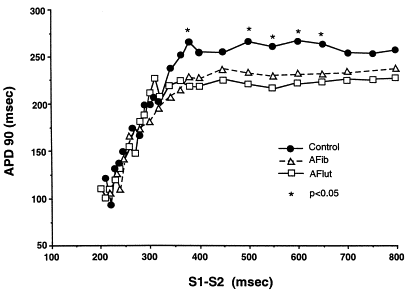 300
250
200
150
100
50
APD 90 (msec)
* * * * *
Control
AFib
AFlut
* p<0.05
100 200 300 400 500 600 700 800
S1-S2 (msec)